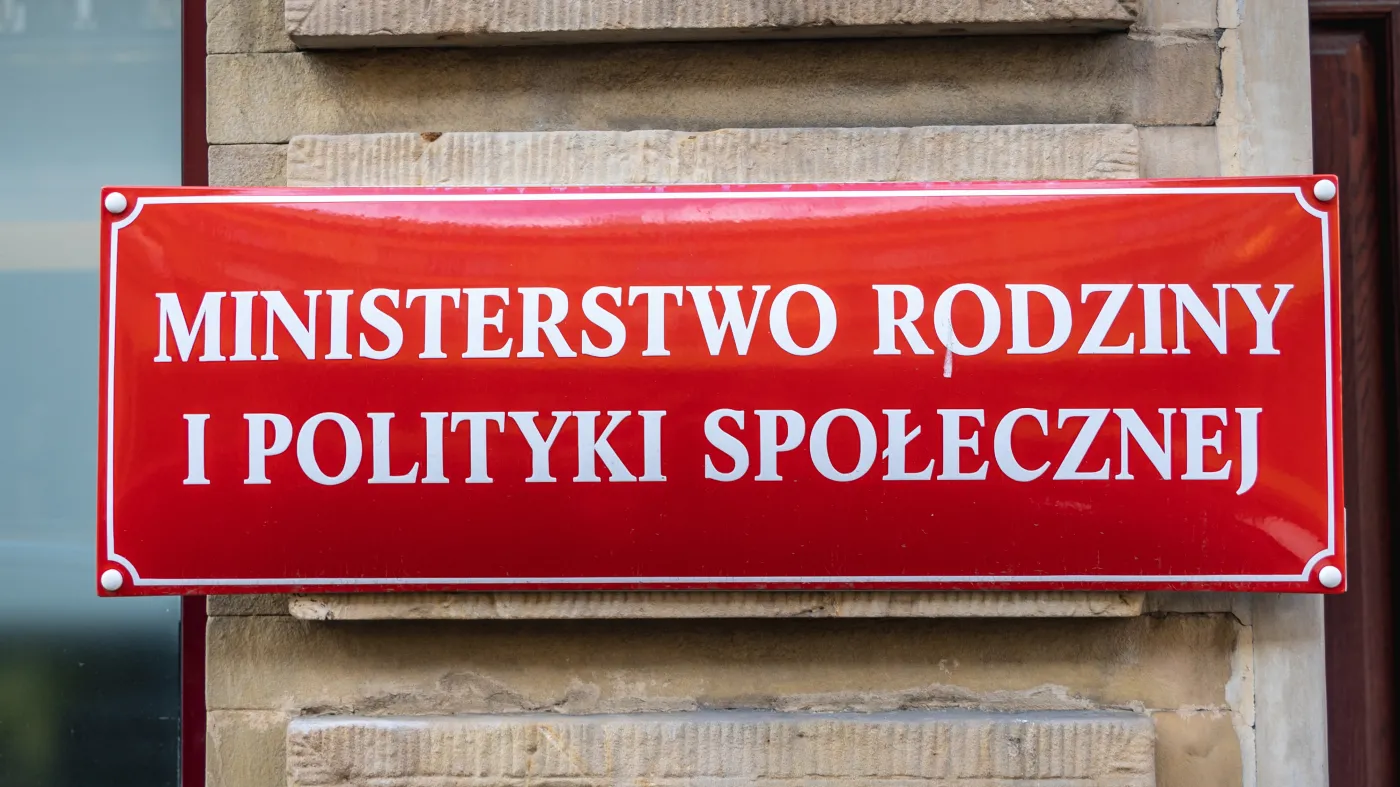 MINISTERSTWO RODZINY
I POLITYKI SPOŁECZNEJ